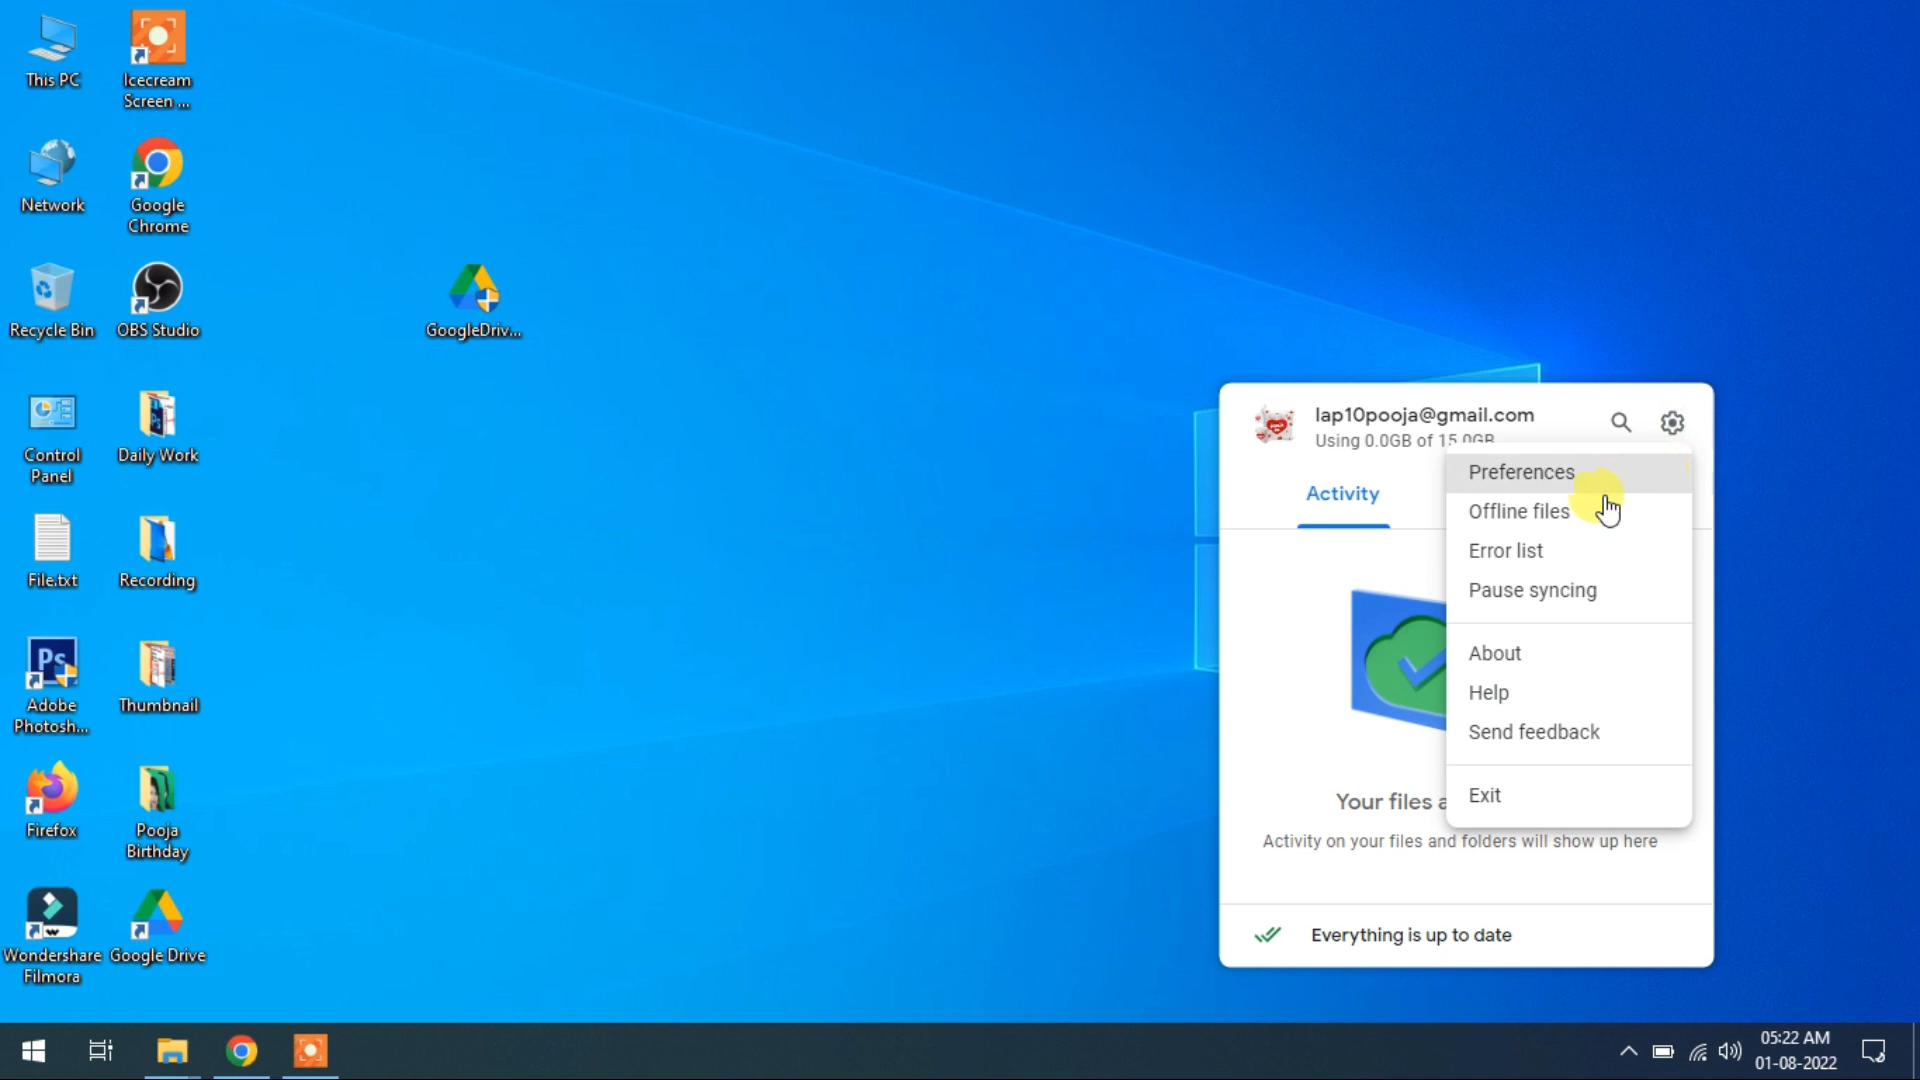 This PC
Icecream
Screen ...
Network
Google
Chrome
Recycle Bin
OBS Studio
GoogleDriv...
Control
Panel
Daily Work
File.txt
Recording
Ps
Adobe
Photosh...
Thumbnail
Firefox
Pooja
Birthday
Wondershare
Filmora
Google Drive
lap10pooja@gmail.com
Using 0.0GB of 15.0GB
Activity
Preferences
Offline files
Error list
Pause syncing
About
Help
Send feedback
Exit
Your files
Activity on your files and folders will show up here
Everything is up to date
05:22 AM
01-08-2022